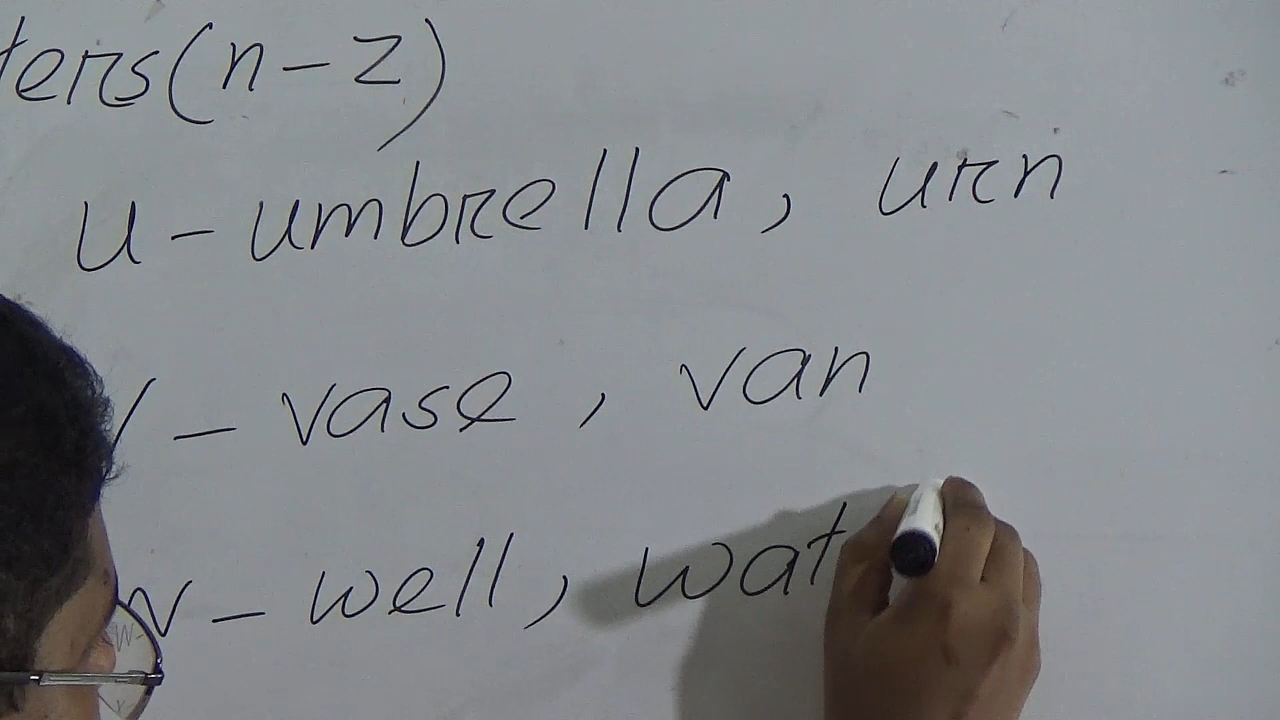 ters(n-z)
u-umbrella, urn
v - vase, van
w - well, wat